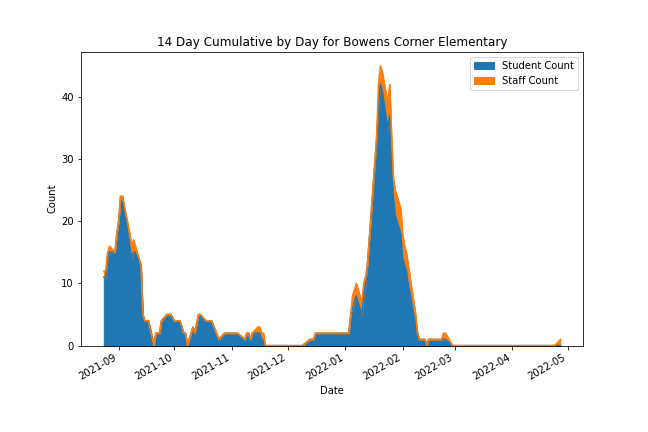 14 Day Cumulative by Day for Bowens Corner Elementary
Student Count
Staff Count
Count
40
30
20
10
0
2021-09
2021-10
2021-11
2021-12
2022-01
2022-02
2022-03
2022-04
2022-05
Date